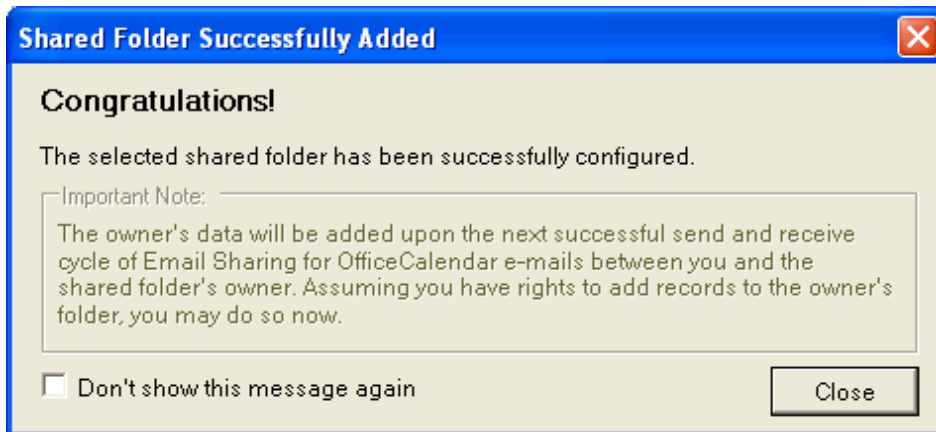 Shared Folder Successfully Added
Congratulations!
The selected shared folder has been successfully configured.
Important Note:
The owner's data will be added upon the next successful send and receive
cycle of Email Sharing for OfficeCalendar e-mails between you and the
shared folder's owner. Assuming you have rights to add records to the owner's
folder, you may do so now.
Don't show this message again
Close